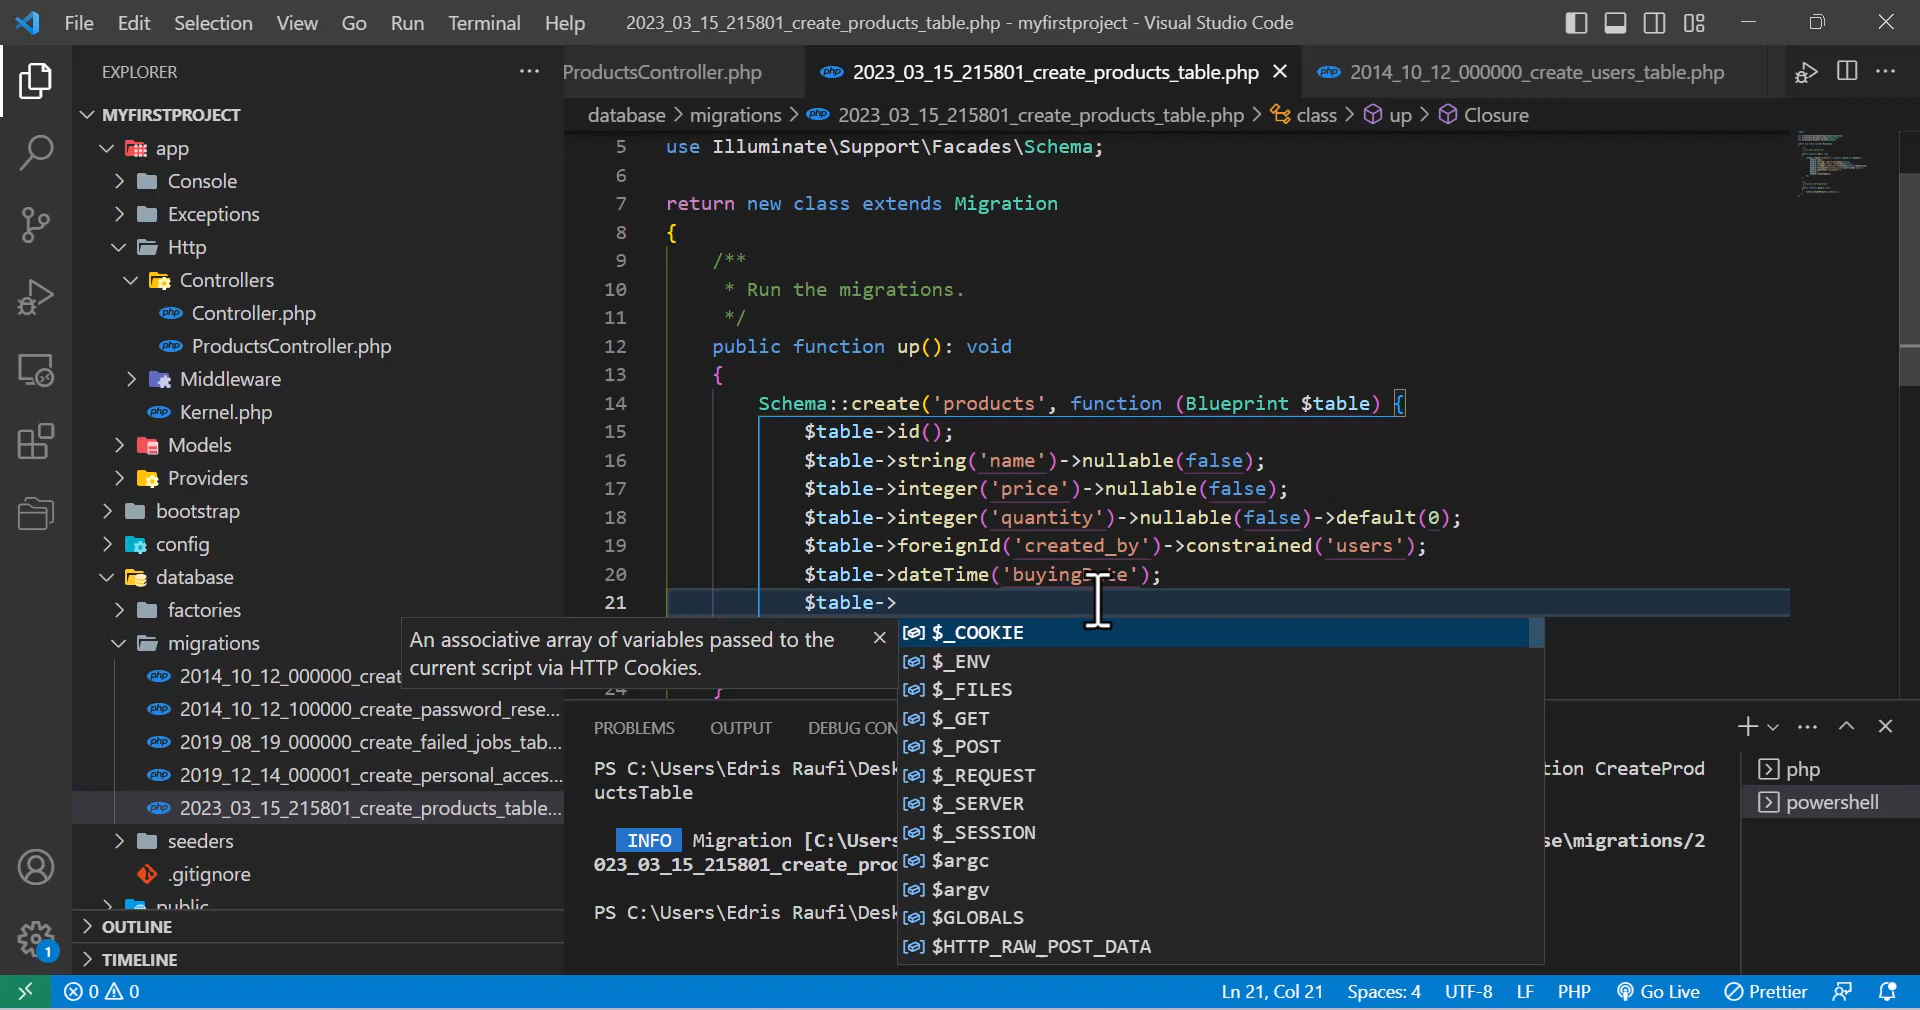 File Edit Selection View Go Run Terminal Help 2023_03_15_215801_create_products_table.php - myfirstproject - Visual Studio Code
EXPLORER
ProductsController.php
2023_03_15_215801_create_products_table.php
2014_10_12_000000_create_users_table.php
database > migrations > 2023_03_15_215801_create_products_table.php > class > up > Closure
MYFIRSTPROJECT
app
Console
Exceptions
Http
Controllers
Controller.php
ProductsController.php
Middleware
Kernel.php
Models
Providers
bootstrap
config
database
factories
migrations
2014_10_12_000000_creat
2014_10_12_100000_create_password_rese...
2019_08_19_000000_create_failed_jobs_tab...
2019_12_14_000001_create_personal_acces...
2023_03_15_215801_create_products_table...
seeders
.gitignore
public
OUTLINE
TIMELINE
5 use Illuminate\Support\Facades\Schema;
6
7 return new class extends Migration
8 {
9 /**
10 * Run the migrations.
11 */
12 public function up(): void
13 {
14 Schema::create('products', function (Blueprint $table) {
15 $table->id();
16 $table->string('name')->nullable(false);
17 $table->integer('price')->nullable(false);
18 $table->integer('quantity')->nullable(false)->default(0);
19 $table->foreignId('created_by')->constrained('users');
20 $table->dateTime('buyingDate');
21 $table->
24 }
An associative array of variables passed to the
current script via HTTP Cookies.
$_COOKIE
$_ENV
$_FILES
$_GET
$_POST
$_REQUEST
$_SERVER
$_SESSION
$argc
$argv
$GLOBALS
$HTTP_RAW_POST_DATA
PROBLEMS OUTPUT DEBUG CON
PS C:\Users\Edris Raufi\Desk tion CreateProd
uctsTable
INFO Migration [C:\Users se\migrations/2
023_03_15_215801_create_prod
PS C:\Users\Edris Raufi\Desk
php
powershell
1
0 0
Ln 21, Col 21 Spaces: 4 UTF-8 LF PHP Go Live Prettier